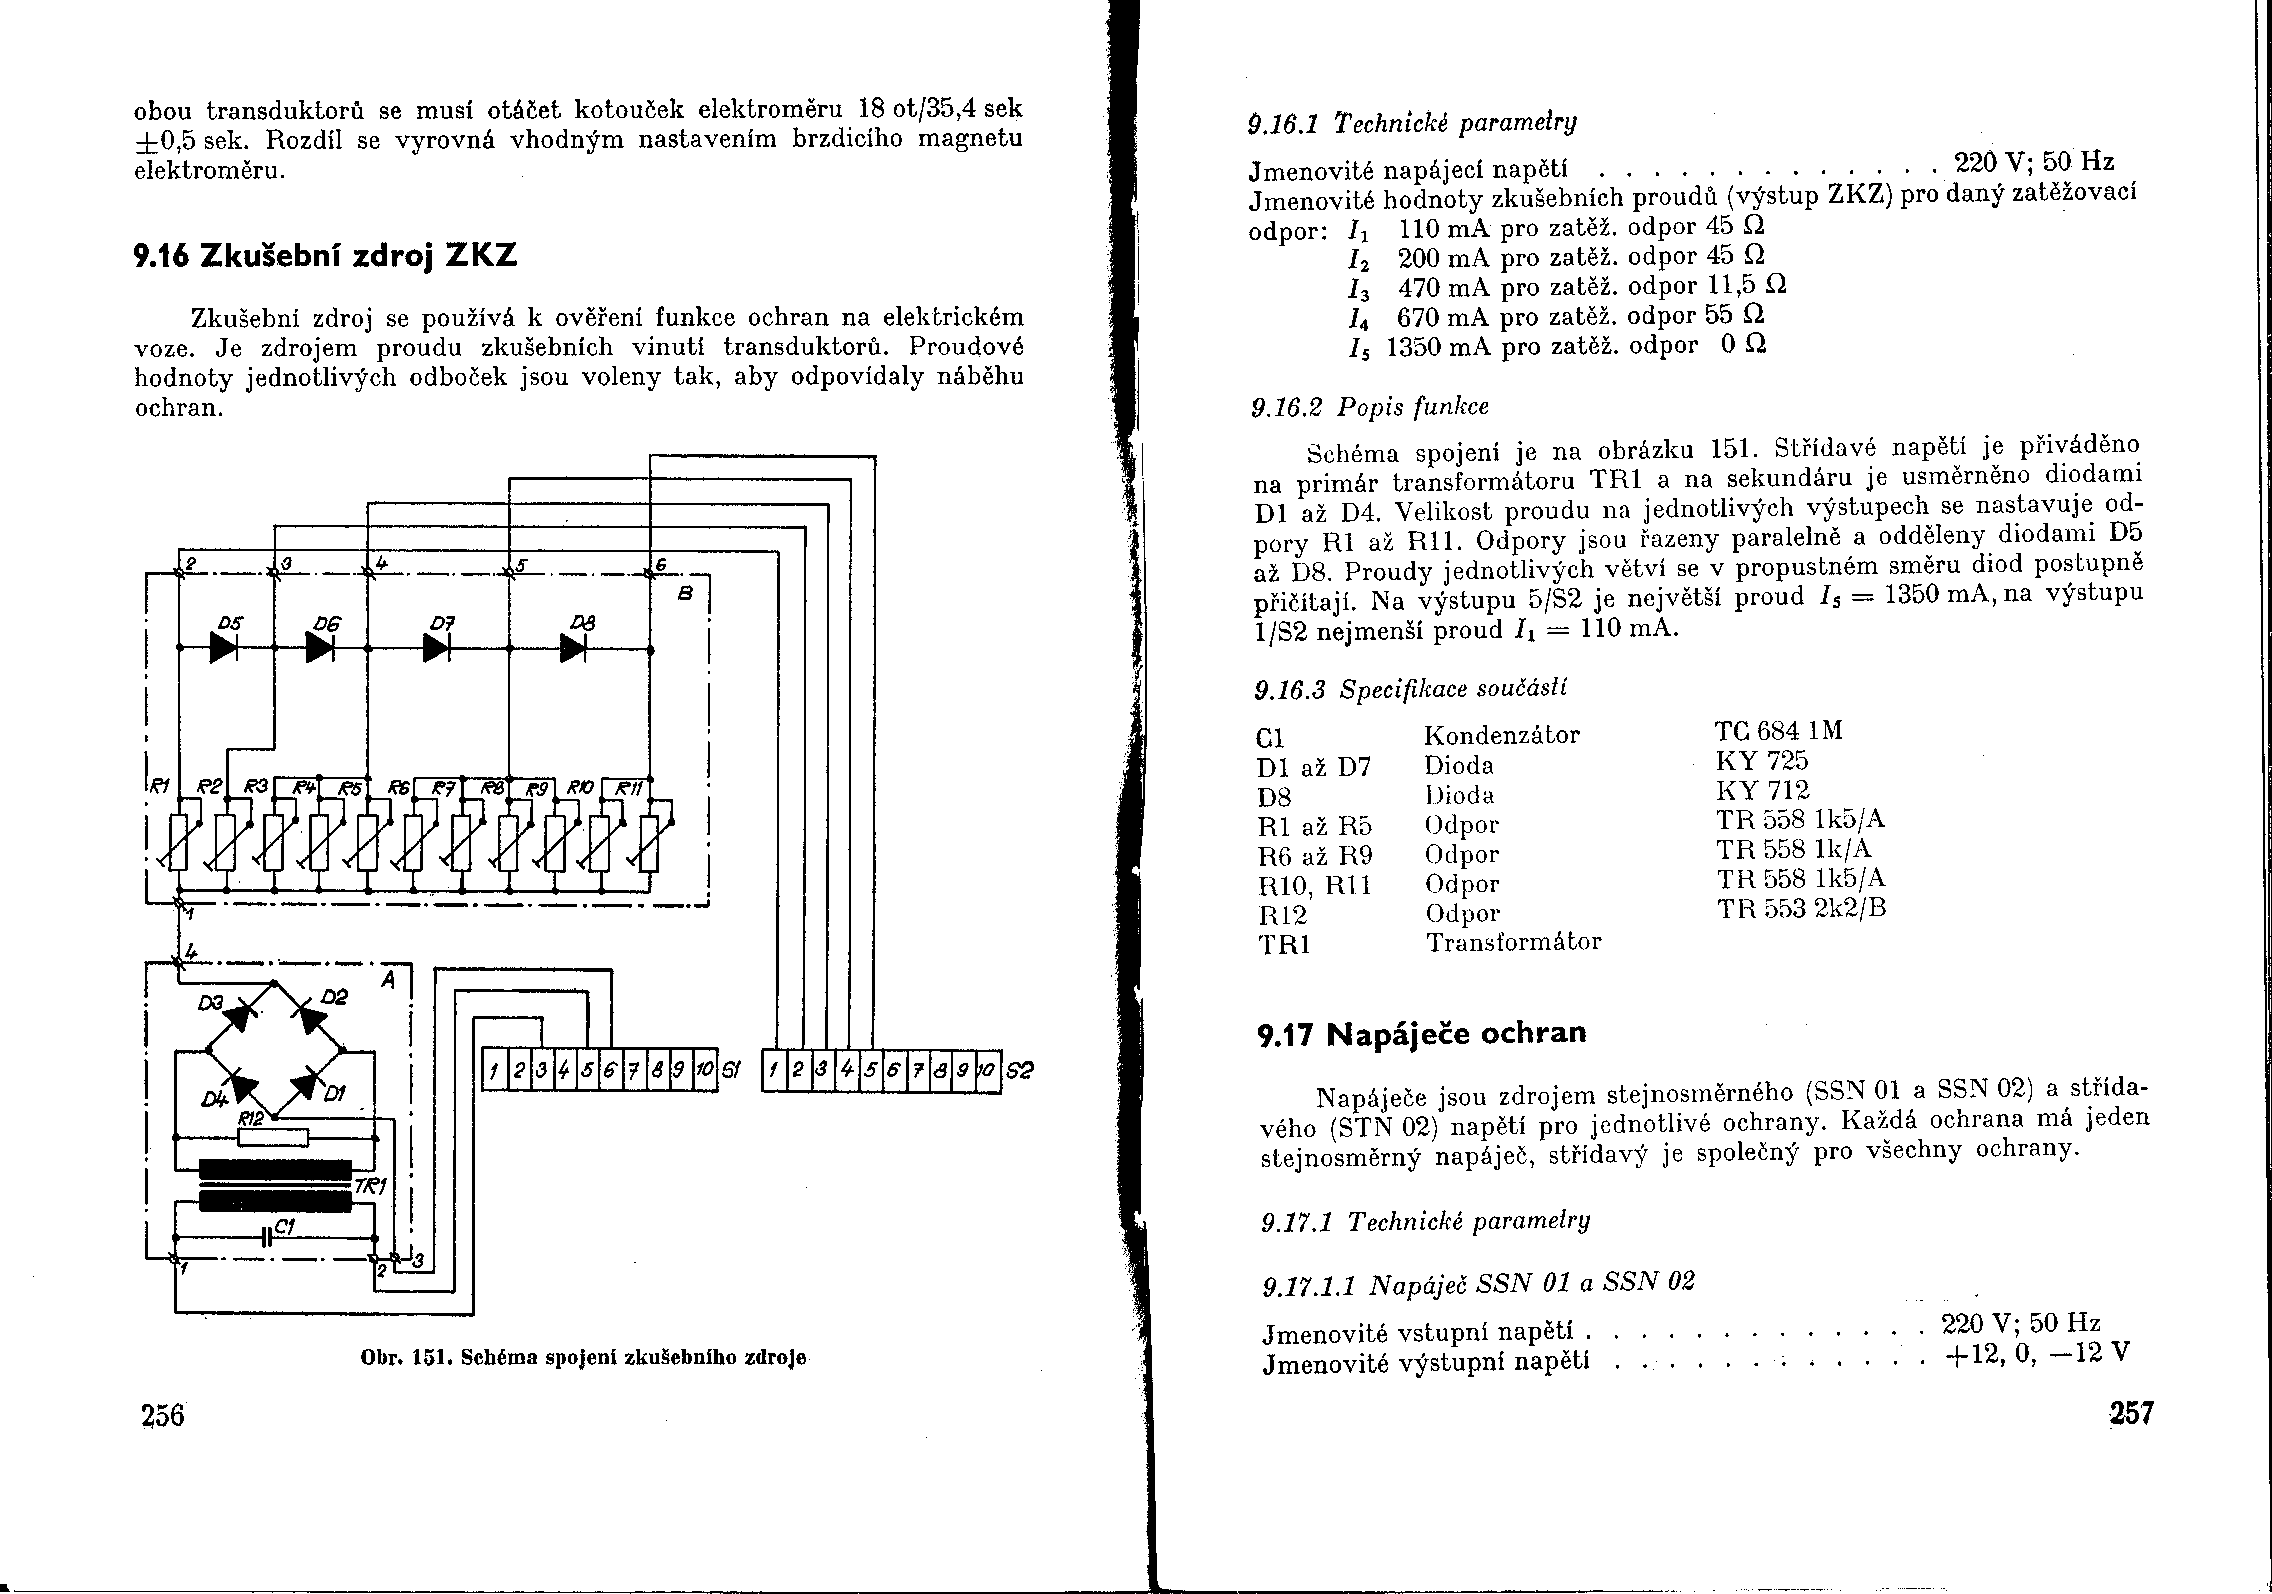 obou transduktorů se musí otáčet kotouček elektroměru 18 ot/35,4 sek
±0,5 sek. Rozdíl se vyrovná vhodným nastavením brzdicího magnetu
elektroměru.
9.16 Zkušební zdroj ZKZ
Zkušební zdroj se používá k ověření funkce ochran na elektrickém
voze. Je zdrojem proudu zkušebních vinutí transduktorů. Proudové
hodnoty jednotlivých odboček jsou voleny tak, aby odpovídaly náběhu
ochran.
2 3 4 5 6
B
D5 D6 D7 D8
R1 R2 R3 R4 R5 R6 R7 R8 R9 R10 R11
1
4
A
D3 D2
D4 D1
R12
TR1
C1
1 2 3
1 2 3 4 5 6 7 8 9 10 S1
1 2 3 4 5 6 7 8 9 10 S2
Obr. 151. Schéma spojení zkušebního zdroje
256
9.16.1 Technické parametry
Jmenovité napájecí napětí . . . . . . . . . . . . . 220 V; 50 Hz
Jmenovité hodnoty zkušebních proudů (výstup ZKZ) pro daný zatěžovací
odpor: I1 110 mA pro zatěž. odpor 45 Ω
I2 200 mA pro zatěž. odpor 45 Ω
I3 470 mA pro zatěž. odpor 11,5 Ω
I4 670 mA pro zatěž. odpor 55 Ω
I5 1350 mA pro zatěž. odpor 0 Ω
9.16.2 Popis funkce
Schéma spojení je na obrázku 151. Střídavé napětí je přiváděno
na primár transformátoru TR1 a na sekundáru je usměrněno diodami
D1 až D4. Velikost proudu na jednotlivých výstupech se nastavuje od-
pory R1 až R11. Odpory jsou řazeny paralelně a odděleny diodami D5
až D8. Proudy jednotlivých větví se v propustném směru diod postupně
přičítají. Na výstupu 5/S2 je největší proud I5 = 1350 mA, na výstupu
1/S2 nejmenší proud I1 = 110 mA.
9.16.3 Specifikace součástí
C1 Kondenzátor TC 684 1M
D1 až D7 Dioda KY 725
D8 Dioda KY 712
R1 až R5 Odpor TR 558 1k5/A
R6 až R9 Odpor TR 558 1k/A
R10, R11 Odpor TR 558 1k5/A
R12 Odpor TR 553 2k2/B
TR1 Transformátor
9.17 Napáječe ochran
Napáječe jsou zdrojem stejnosměrného (SSN 01 a SSN 02) a střída-
vého (STN 02) napětí pro jednotlivé ochrany. Každá ochrana má jeden
stejnosměrný napáječ, střídavý je společný pro všechny ochrany.
9.17.1 Technické parametry
9.17.1.1 Napáječ SSN 01 a SSN 02
Jmenovité vstupní napětí . . . . . . . . . . . . . 220 V; 50 Hz
Jmenovité výstupní napětí . . . . . . . . . . . . +12, 0, —12 V
257